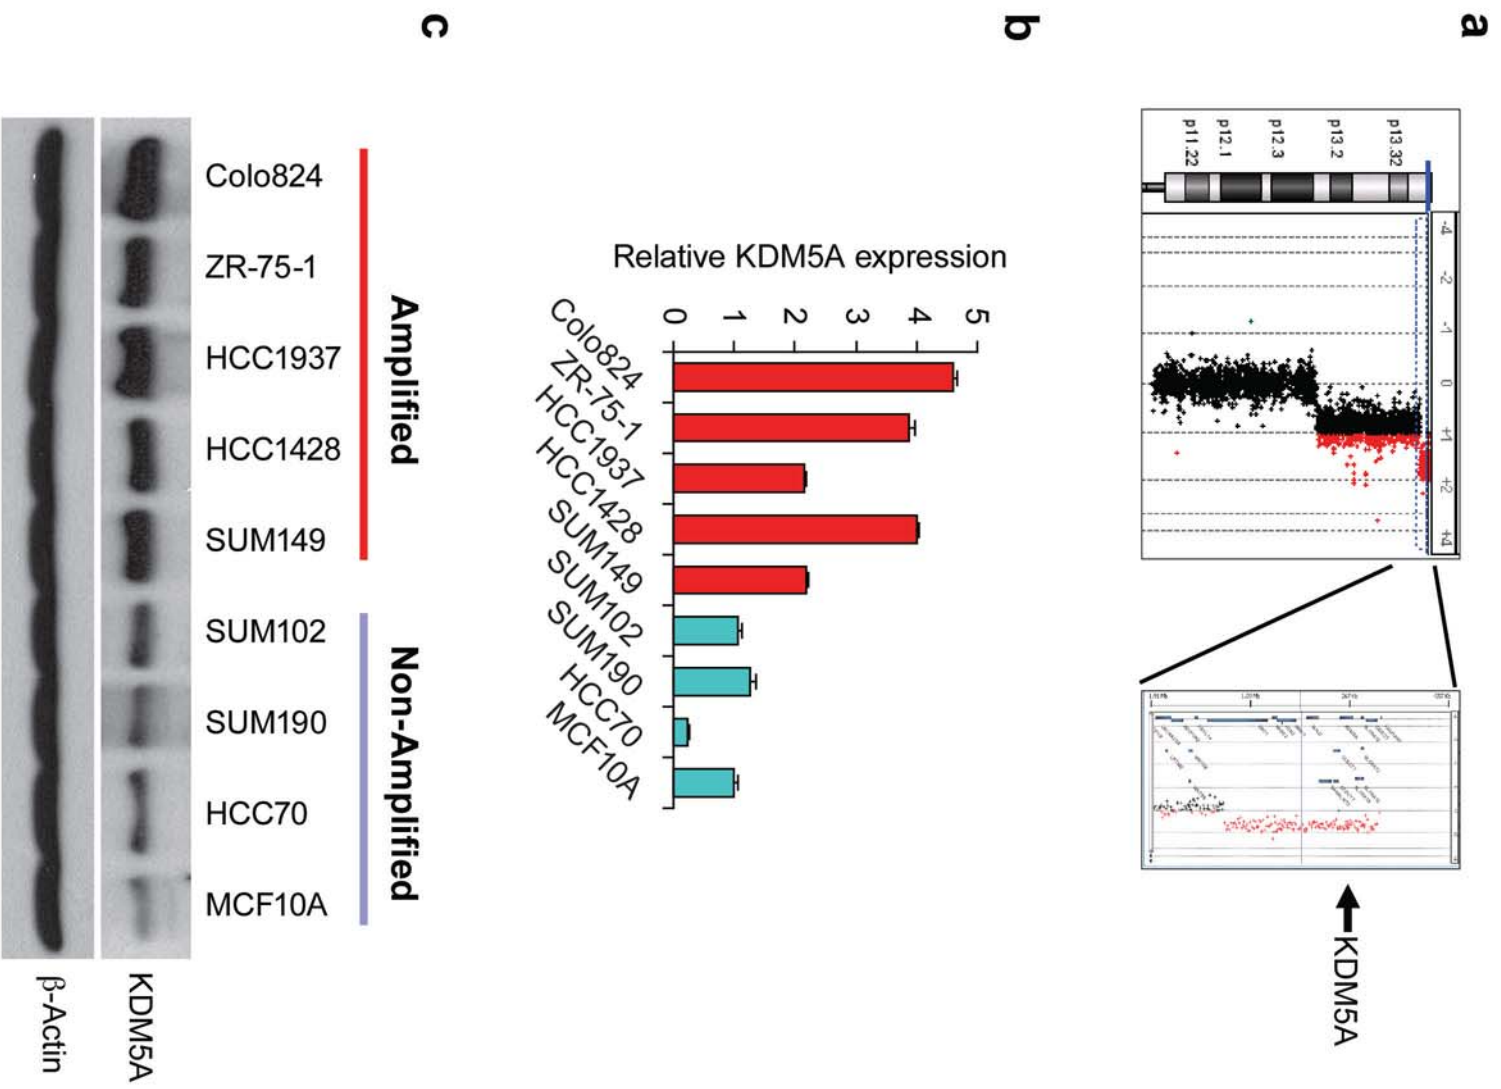 a
p13.32
p13.2
p12.3
p12.1
p11.22
-4
-2
-1
0
+1
+2
+4
KDM5A
b
Relative KDM5A expression
0
1
2
3
4
5
Colo824
ZR-75-1
HCC1937
HCC1428
SUM149
SUM102
SUM190
HCC70
MCF10A
c
Amplified
Non-Amplified
Colo824
ZR-75-1
HCC1937
HCC1428
SUM149
SUM102
SUM190
HCC70
MCF10A
KDM5A
β-Actin